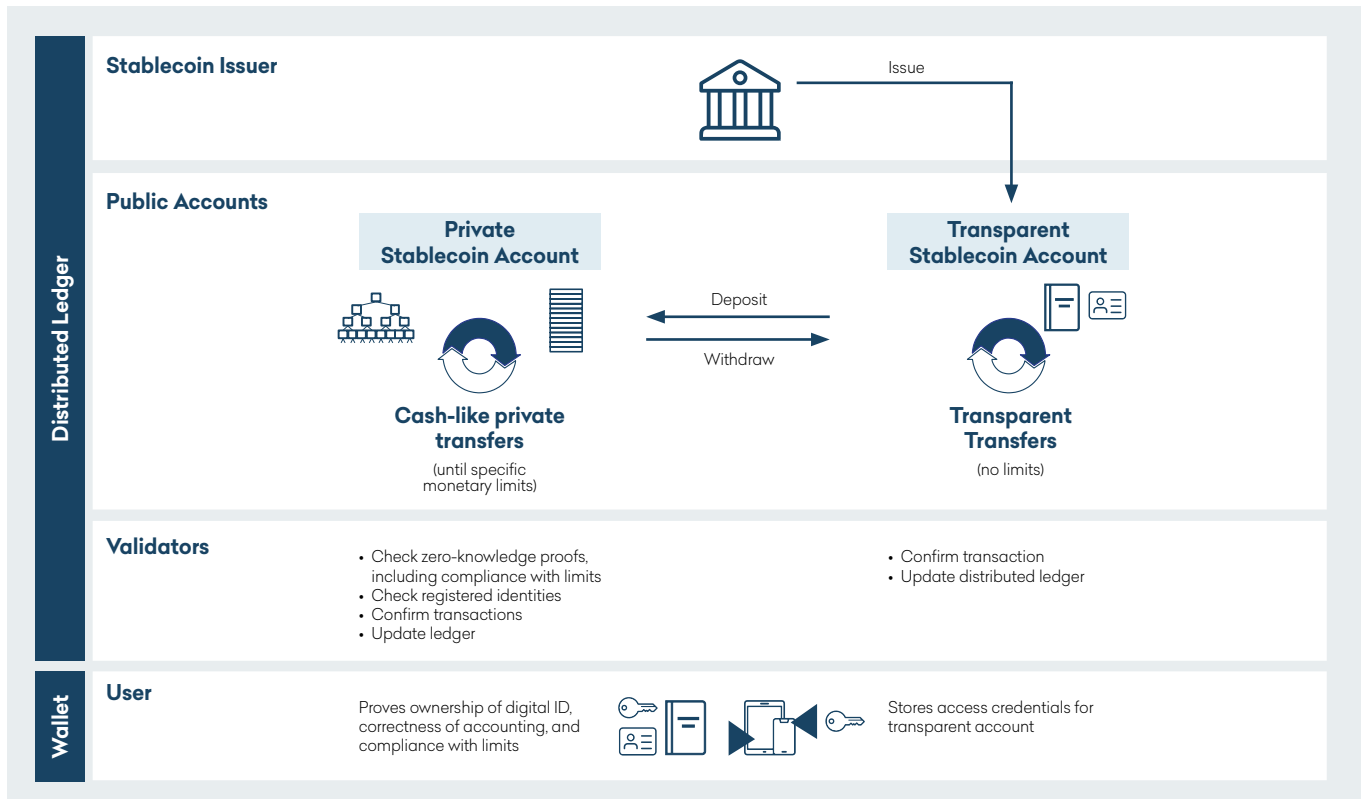 Distributed Ledger
Stablecoin Issuer
Issue
Public Accounts
Private
Stablecoin Account
Transparent
Stablecoin Account
Deposit
Withdraw
Cash-like private
transfers
(until specific
monetary limits)
Transparent
Transfers
(no limits)
Validators
• Check zero-knowledge proofs,
including compliance with limits
• Check registered identities
• Confirm transactions
• Update ledger
• Confirm transaction
• Update distributed ledger
Wallet
User
Proves ownership of digital ID,
correctness of accounting, and
compliance with limits
Stores access credentials for
transparent account